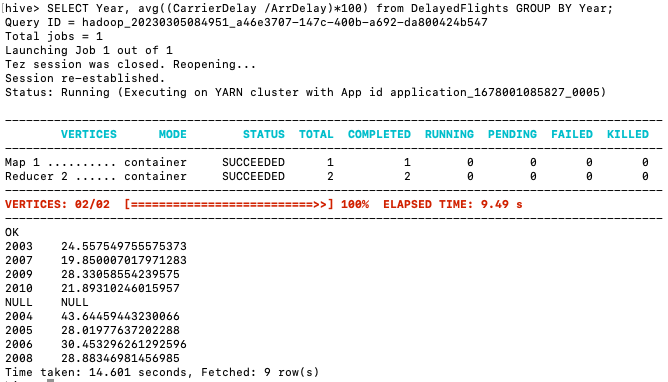 hive> SELECT Year, avg((CarrierDelay /ArrDelay)*100) from DelayedFlights GROUP BY Year;
Query ID = hadoop_20230305084951_a46e3707-147c-400b-a692-da800424b547
Total jobs = 1
Launching Job 1 out of 1
Tez session was closed. Reopening...
Session re-established.
Status: Running (Executing on YARN cluster with App id application_1678001085827_0005)
VERTICES MODE STATUS TOTAL COMPLETED RUNNING PENDING FAILED KILLED
Map 1 .......... container SUCCEEDED 1 1 0 0 0 0
Reducer 2 ...... container SUCCEEDED 2 2 0 0 0 0
VERTICES: 02/02 [==========================>>] 100% ELAPSED TIME: 9.49 s
OK
2003 24.557549755575373
2007 19.850007017971283
2009 28.33058554239575
2010 21.89310246015957
NULL NULL
2004 43.64459443230066
2005 28.01977637202288
2006 30.453296261292596
2008 28.88346981456985
Time taken: 14.601 seconds, Fetched: 9 row(s)